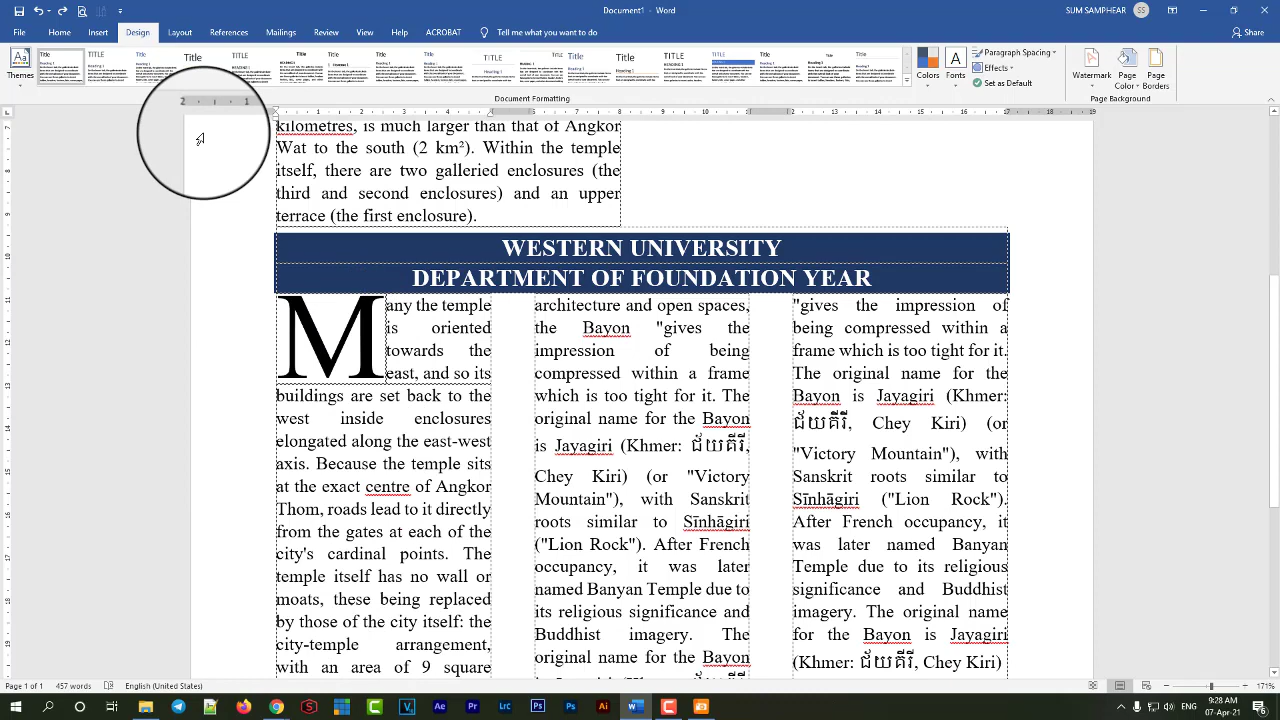 Document1 - Word
SUM SAMPHEAR SS
File Home Insert Design Layout References Mailings Review View Help ACROBAT Tell me what you want to do Share
Themes
Colors Fonts Paragraph Spacing Effects Set as Default Watermark Page Color Page Borders
Document Formatting Page Background
kilometres, is much larger than that of Angkor
Wat to the south (2 km²). Within the temple
itself, there are two galleried enclosures (the
third and second enclosures) and an upper
terrace (the first enclosure).
WESTERN UNIVERSITY
DEPARTMENT OF FOUNDATION YEAR
Many the temple
is oriented
towards the
east, and so its
buildings are set back to the
west inside enclosures
elongated along the east-west
axis. Because the temple sits
at the exact centre of Angkor
Thom, roads lead to it directly
from the gates at each of the
city's cardinal points. The
temple itself has no wall or
moats, these being replaced
by those of the city itself: the
city-temple arrangement,
with an area of 9 square
architecture and open spaces,
the Bayon "gives the
impression of being
compressed within a frame
which is too tight for it. The
original name for the Bayon
is Jayagiri (Khmer: ជ័យគីរី,
Chey Kiri) (or "Victory
Mountain"), with Sanskrit
roots similar to Sīnhāgiri
("Lion Rock"). After French
occupancy, it was later
named Banyan Temple due to
its religious significance and
Buddhist imagery. The
original name for the Bayon
"gives the impression of
being compressed within a
frame which is too tight for it.
The original name for the
Bayon is Jayagiri (Khmer:
ជ័យគីរី, Chey Kiri) (or
"Victory Mountain"), with
Sanskrit roots similar to
Sīnhāgiri ("Lion Rock").
After French occupancy, it
was later named Banyan
Temple due to its religious
significance and Buddhist
imagery. The original name
for the Bayon is Jayagiri
(Khmer: ជ័យគីរី, Chey Kiri)
Page 1 of 1 457 words English (United States) 171%
9:28 AM
07-Apr-21